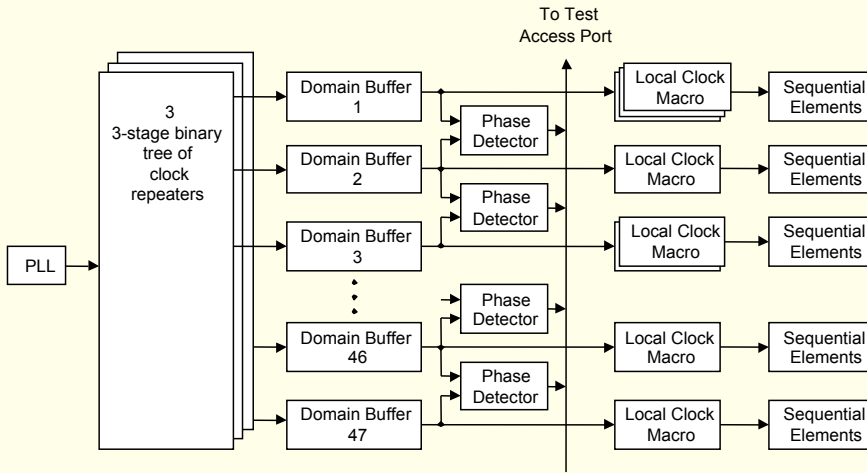 To Test
Access Port
3
3-stage binary
tree of
clock
repeaters
PLL
Domain Buffer
1
Phase
Detector
Local Clock
Macro
Sequential
Elements
Domain Buffer
2
Phase
Detector
Local Clock
Macro
Sequential
Elements
Domain Buffer
3
Local Clock
Macro
Sequential
Elements
Phase
Detector
Domain Buffer
46
Local Clock
Macro
Sequential
Elements
Phase
Detector
Domain Buffer
47
Local Clock
Macro
Sequential
Elements